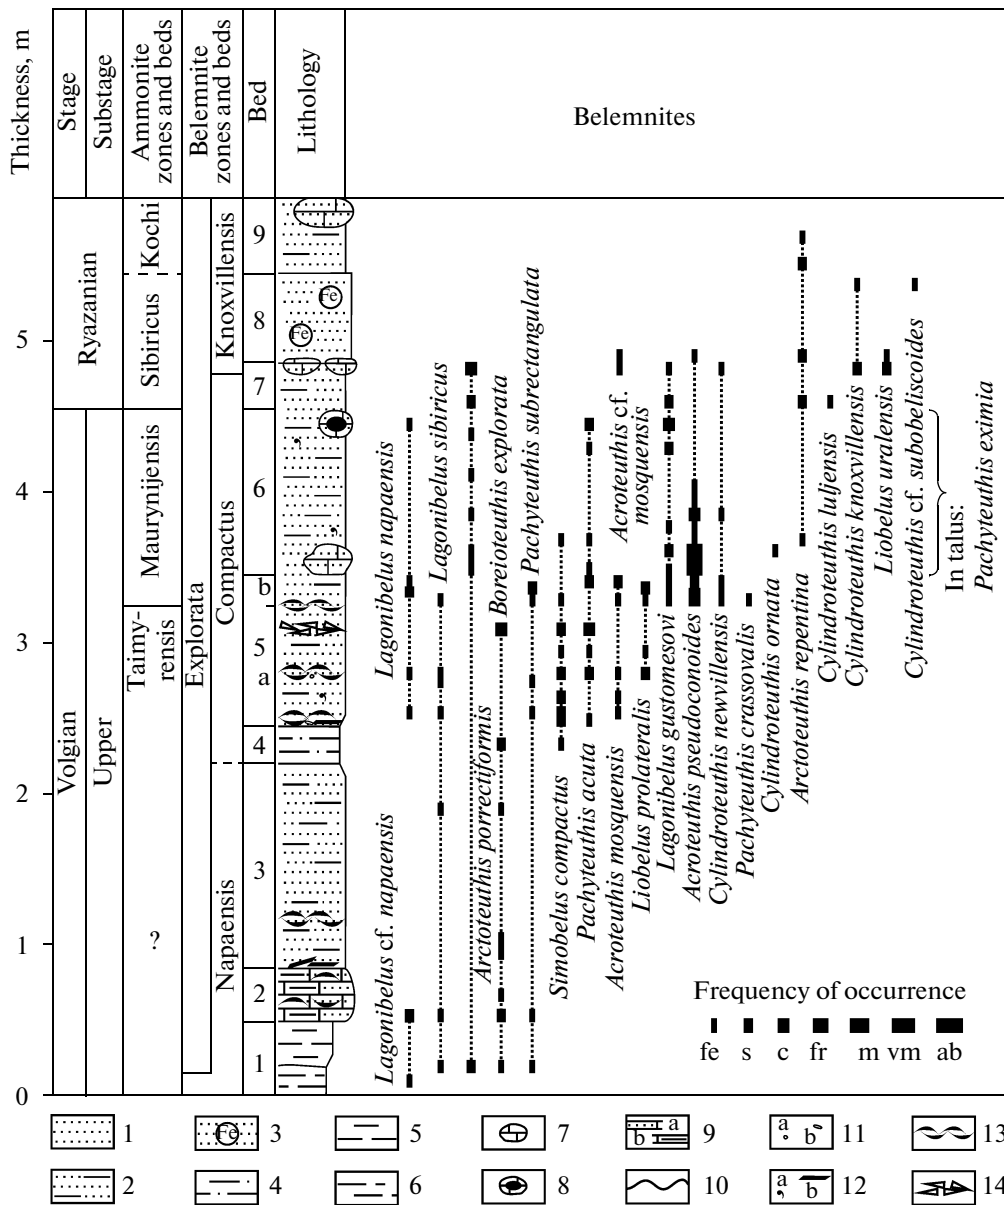 Thickness, m
Stage
Substage
Ammonite
zones and beds
Belemnite
zones and beds
Bed
Lithology
Belemnites
5
4
3
2
1
0
Ryazanian
Volgian
Upper
Kochi
Sibiricus
Maurynijensis
Taimy-
rensis
?
Explorata
Knoxvillensis
Compactus
Napaensis
9
8
7
6
b
5
a
4
3
2
1
Fe
Fe
Lagonibelus cf. napaensis
Lagonibelus napaensis
Lagonibelus sibiricus
Arctoteuthis porrectiformis
Boreioteuthis explorata
Pachyteuthis subrectangulata
Simobelus compactus
Pachyteuthis acuta
Acroteuthis mosquensis
Acroteuthis cf.
mosquensis
Liobelus prolateralis
Lagonibelus gustomesovi
Acroteuthis pseudoconoides
Cylindroteuthis newvillensis
Pachyteuthis crassovalis
Cylindroteuthis ornata
Arctoteuthis repentina
Cylindroteuthis luljensis
Cylindroteuthis knoxvillensis
Liobelus uralensis
Cylindroteuthis cf. subobeliscoides
In talus:
Pachyteuthis eximia
Frequency of occurrence
fe s c fr m vm ab
1 Fe 3 5 7 a b 9 a b 11 13
2 4 6 8 10 a b 12 14